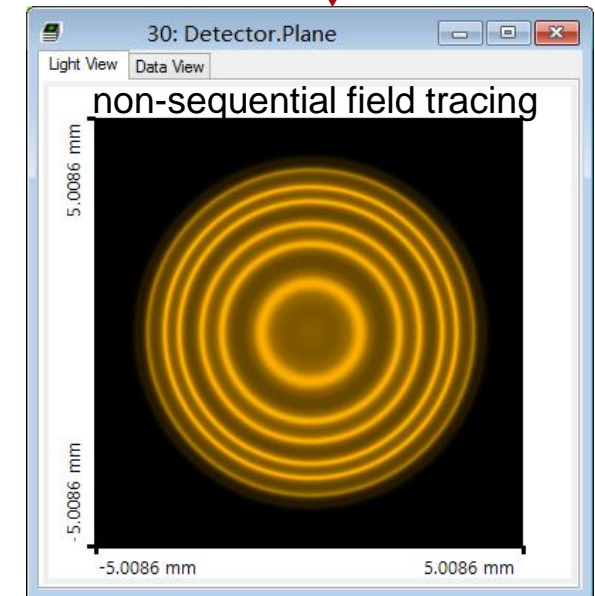 30: Detector.Plane
Light View
Data View
non-sequential field tracing
5.0086 mm
-5.0086 mm
-5.0086 mm
5.0086 mm